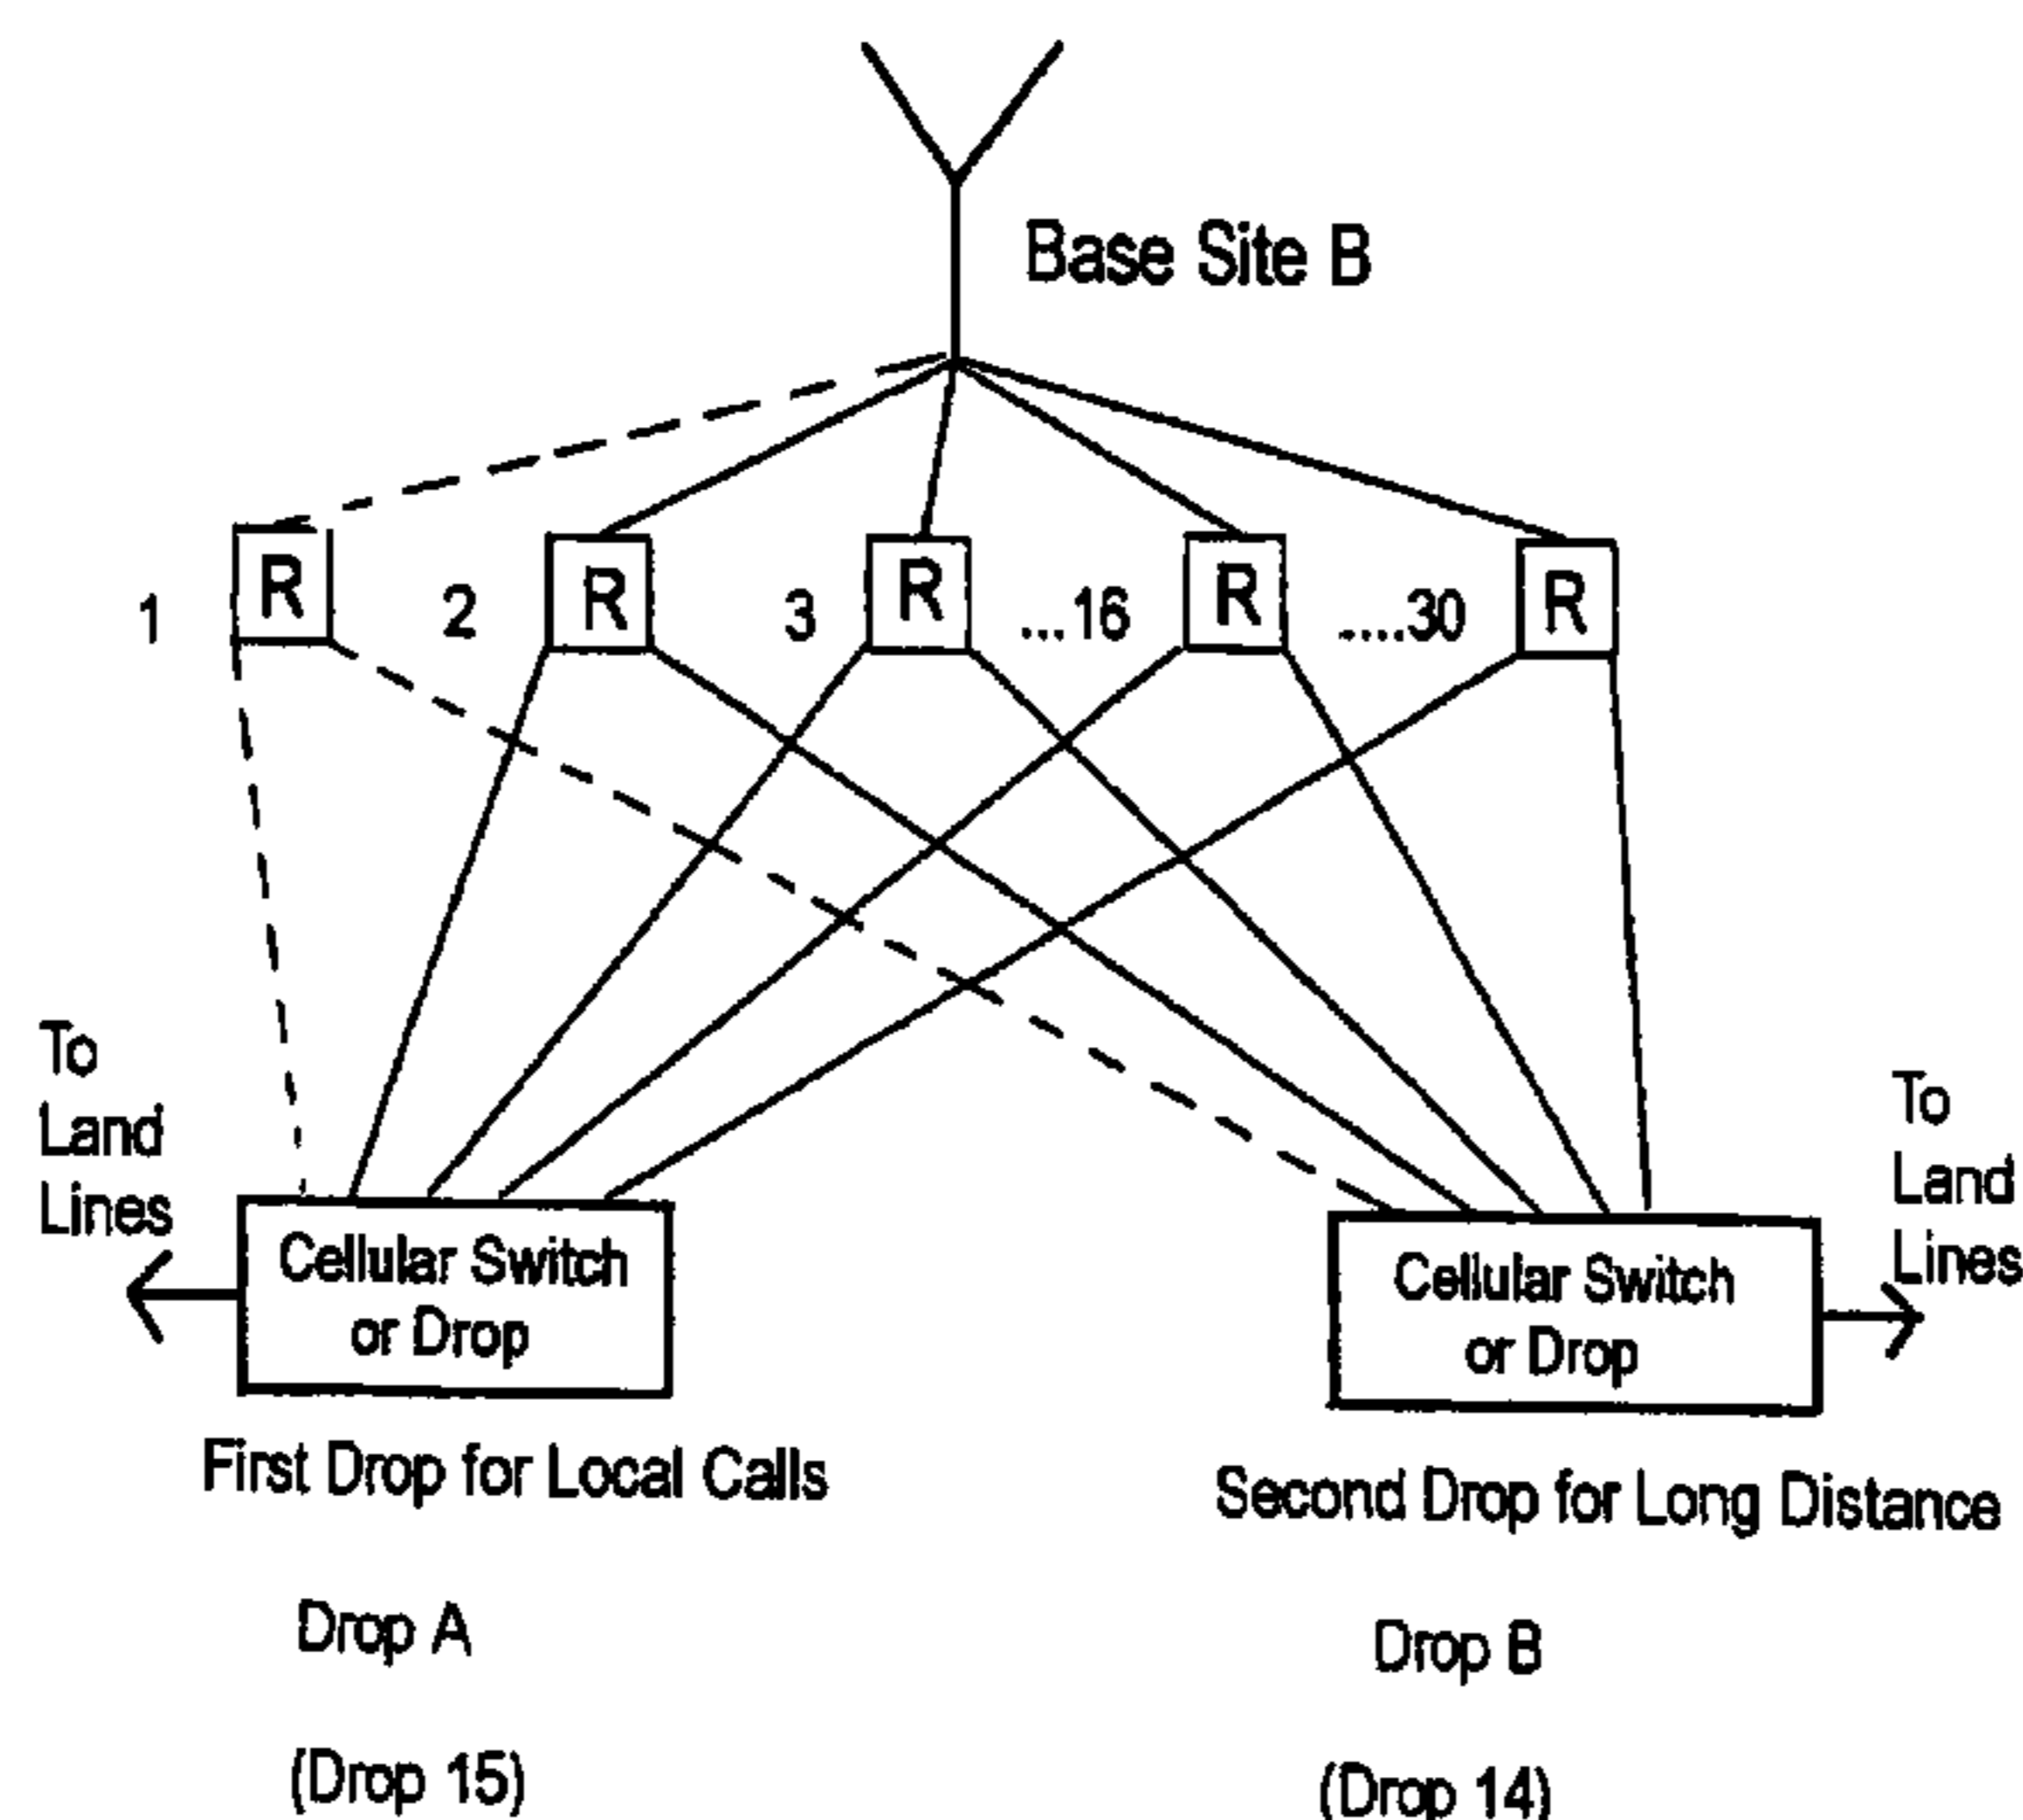 Base Site B
1 R 2 R 3 R ...16 R .....30 R
To
Land
Lines
To
Land
Lines
Cellular Switch
or Drop
Cellular Switch
or Drop
First Drop for Local Calls
Second Drop for Long Distance
Drop A
Drop B
(Drop 15)
(Drop 14)